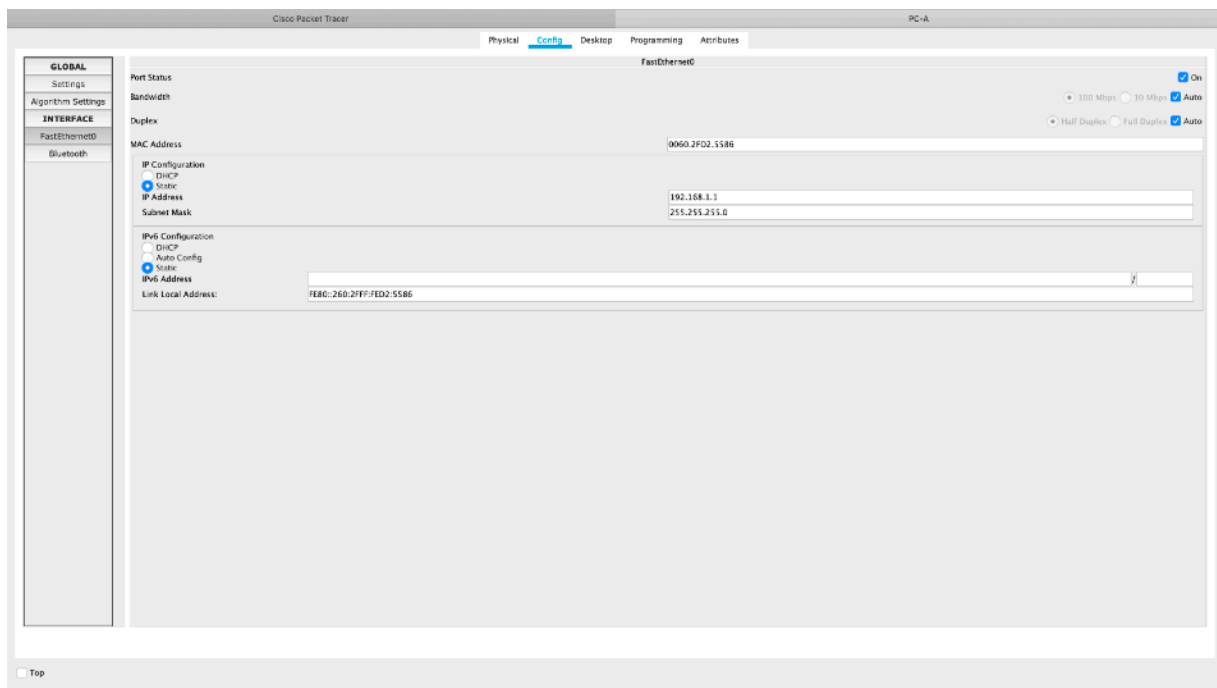 Cisco Packet Tracer PC-A
Physical Config Desktop Programming Attributes
GLOBAL
Settings
Algorithm Settings
INTERFACE
FastEthernet0
Bluetooth
FastEthernet0
Port Status On
Bandwidth 100 Mbps 10 Mbps Auto
Duplex Half Duplex Full Duplex Auto
MAC Address 0060.2FD2.5586
IP Configuration
DHCP
Static
IP Address 192.168.1.1
Subnet Mask 255.255.255.0
IPv6 Configuration
DHCP
Auto Config
Static
IPv6 Address /
Link Local Address: FE80::260:2FFF:FED2:5586
Top